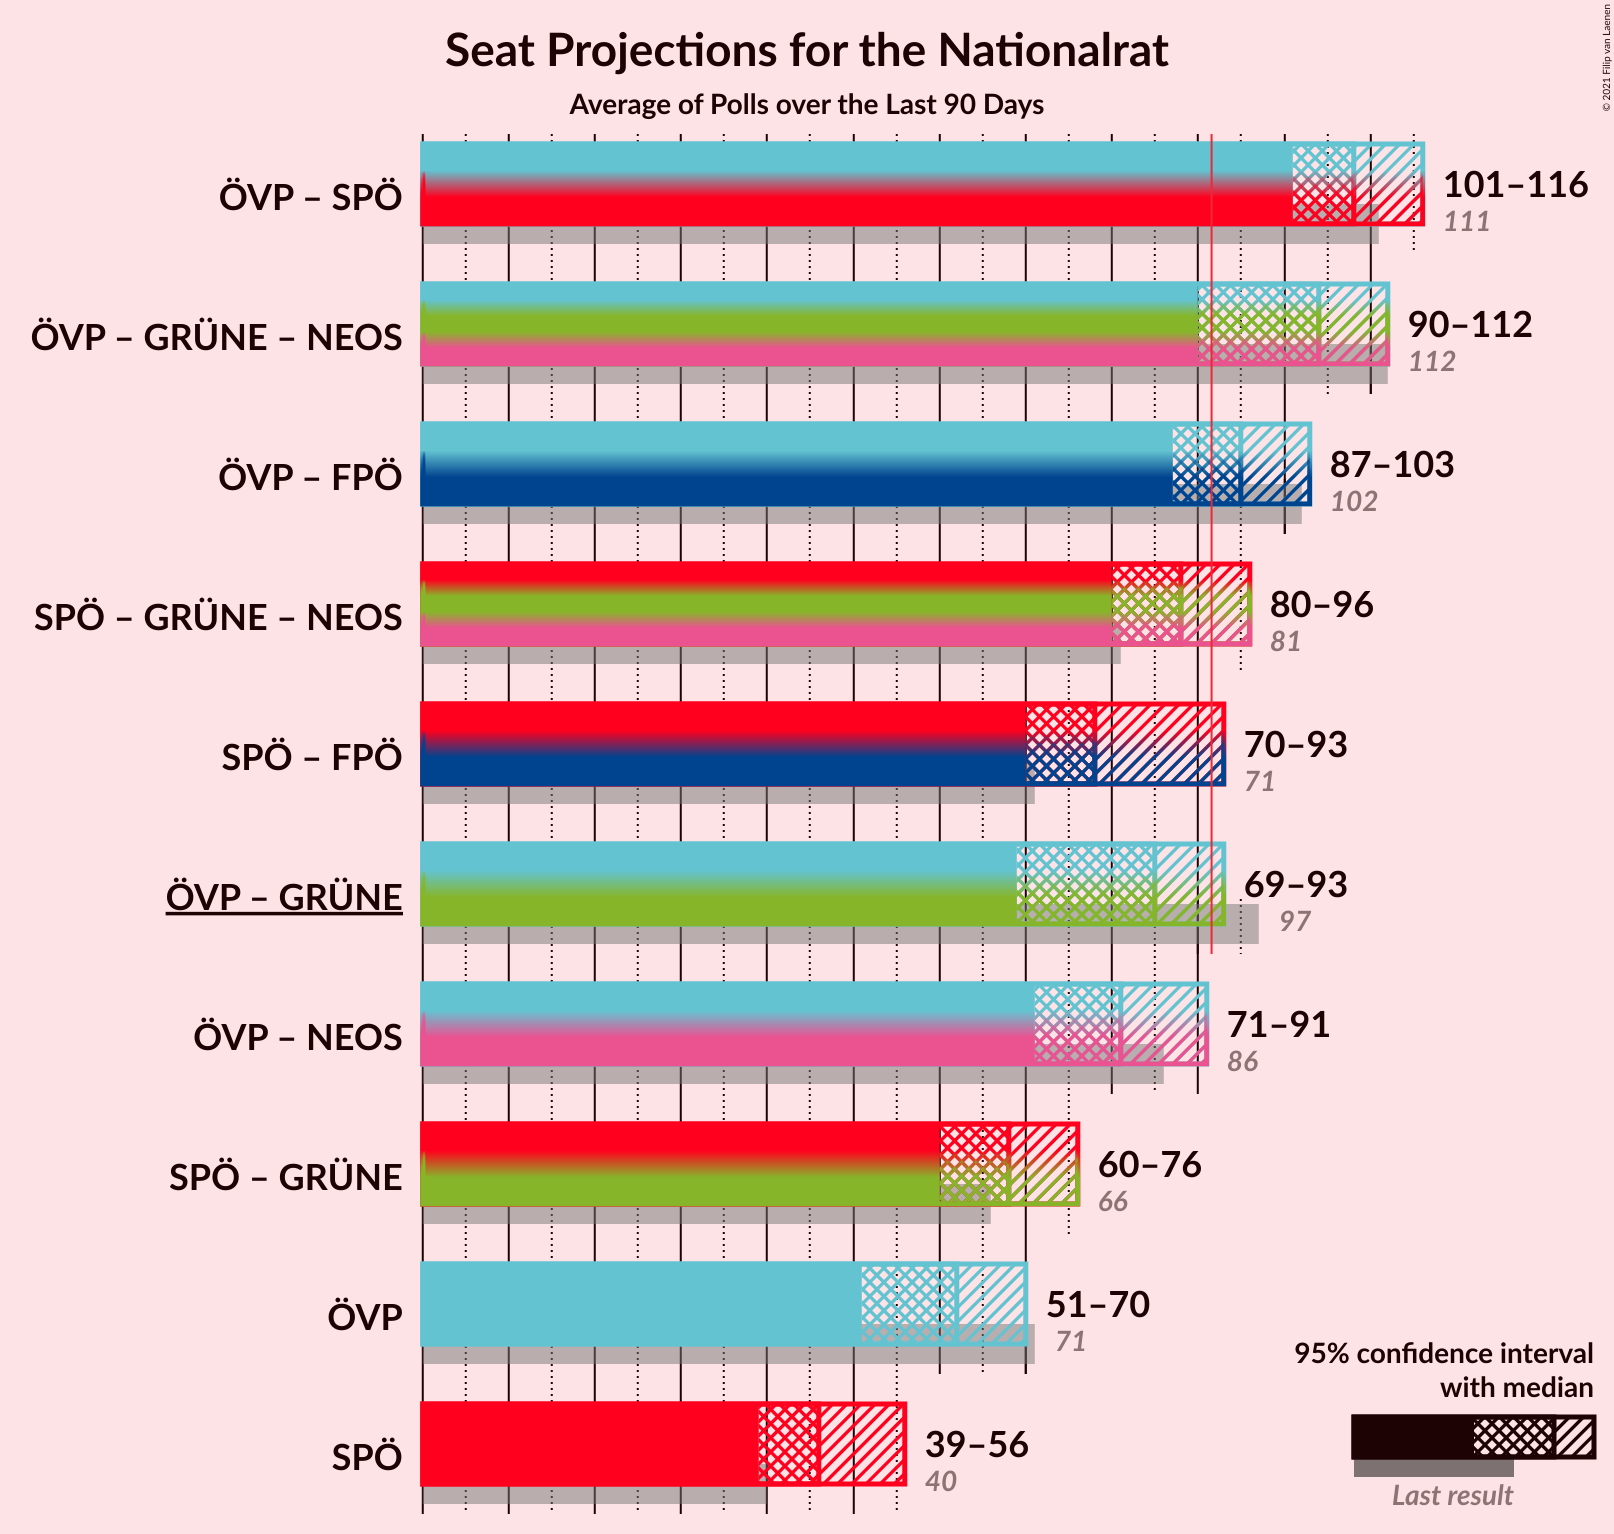 Seat Projections for the Nationalrat
Average of Polls over the Last 90 Days
© 2021 Filip van Laenen
ÖVP – SPÖ
101–116
111
ÖVP – GRÜNE – NEOS
90–112
112
ÖVP – FPÖ
87–103
102
SPÖ – GRÜNE – NEOS
80–96
81
SPÖ – FPÖ
70–93
71
ÖVP – GRÜNE
69–93
97
ÖVP – NEOS
71–91
86
SPÖ – GRÜNE
60–76
66
ÖVP
51–70
71
SPÖ
39–56
40
95% confidence interval
with median
Last result